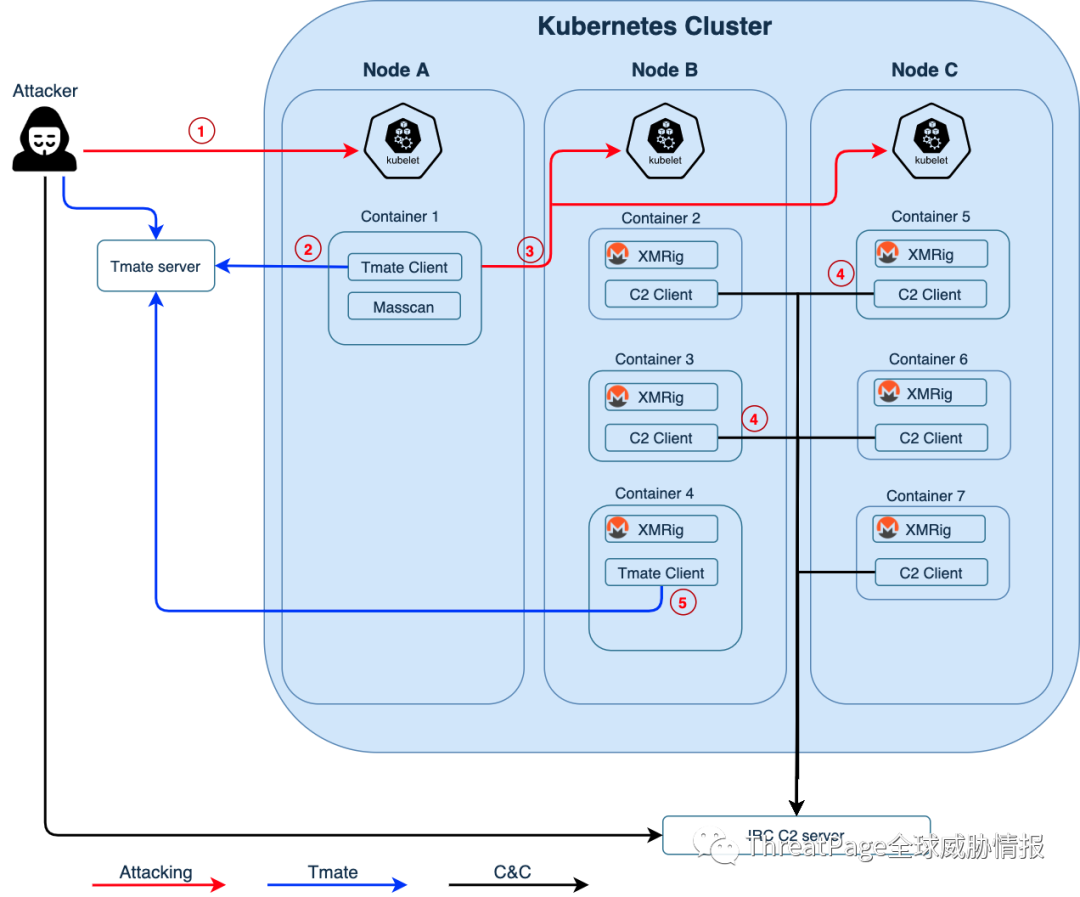 Kubernetes Cluster
Node A
Node B
Node C
Attacker
1
kubelet
kubelet
kubelet
Container 1
Container 2
Container 5
Tmate server
2
Tmate Client
Masscan
3
XMRig
C2 Client
4
XMRig
C2 Client
Container 3
Container 6
XMRig
C2 Client
4
XMRig
C2 Client
Container 4
Container 7
XMRig
Tmate Client
5
XMRig
C2 Client
IRC C2 server
ThreatPage全球威胁情报
Attacking
Tmate
C&C